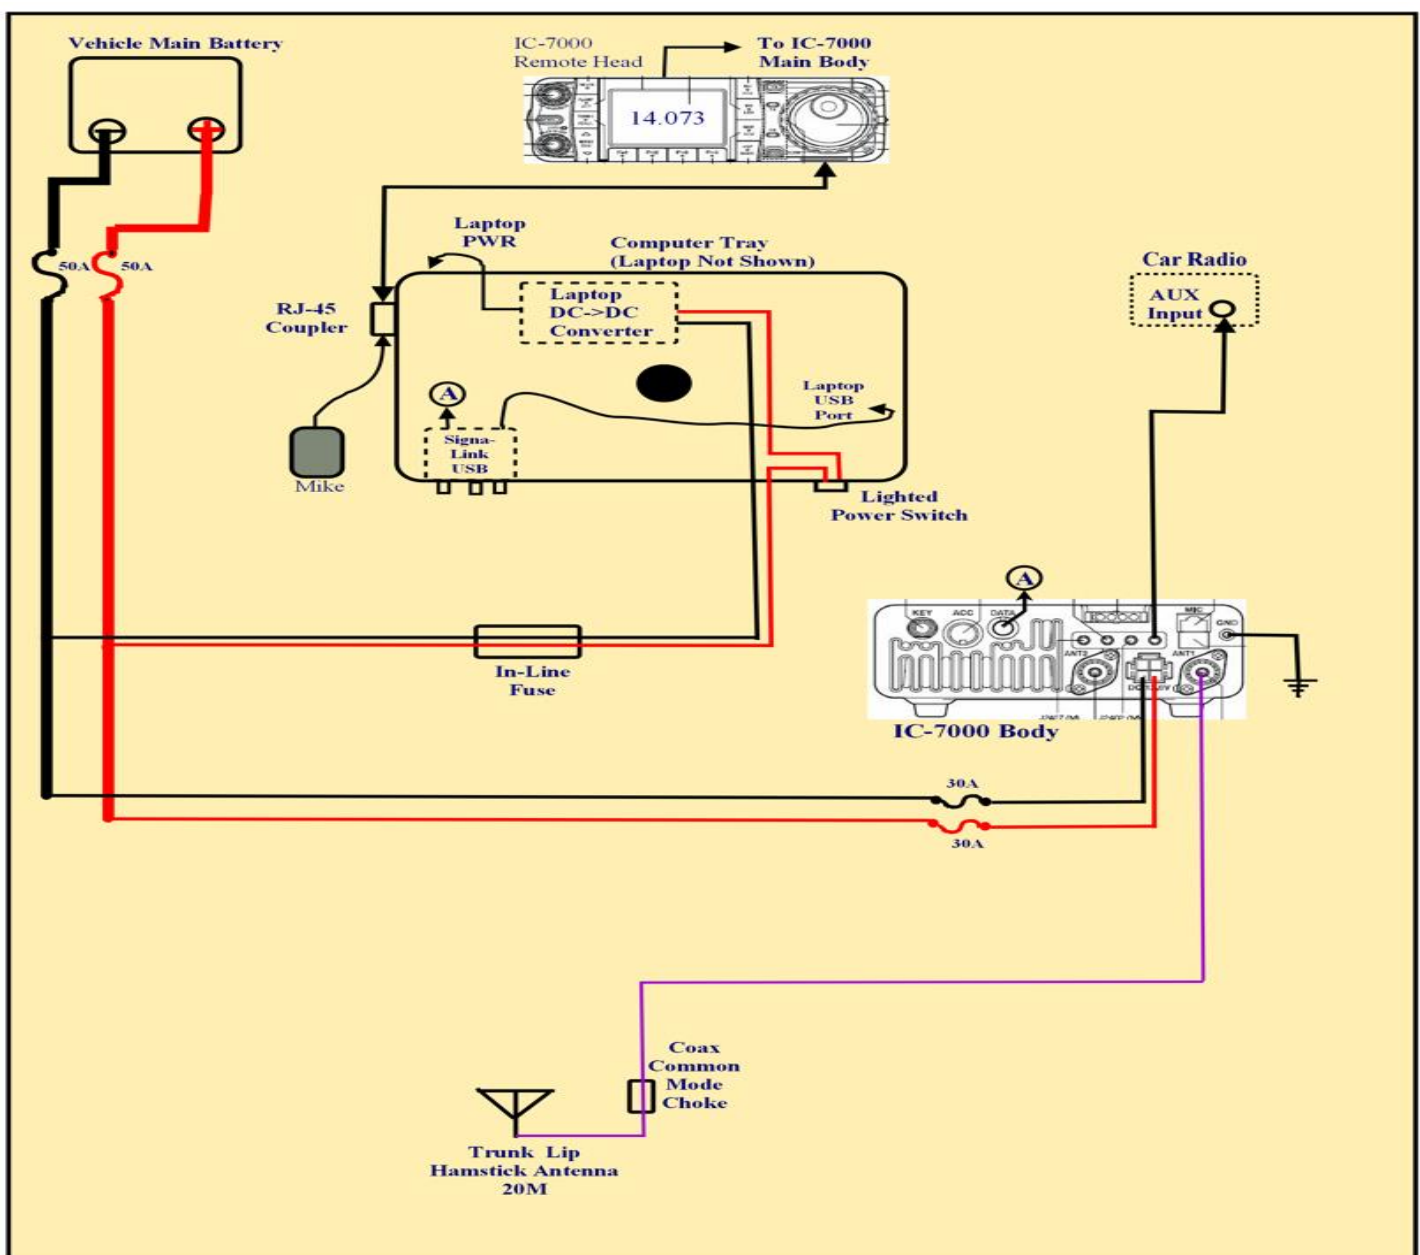 Vehicle Main Battery
IC-7000
Remote Head
To IC-7000
Main Body
14.073
50A
50A
Laptop
PWR
Computer Tray
(Laptop Not Shown)
Car Radio
AUX
Input
RJ-45
Coupler
Laptop
DC->DC
Converter
A
Laptop
USB
Port
Signa-
Link
USB
Mike
Lighted
Power Switch
A
KEY
ACC
DATA
MIC
GND
ANT2
ANT1
In-Line
Fuse
IC-7000 Body
30A
30A
Coax
Common
Mode
Choke
Trunk Lip
Hamstick Antenna
20M